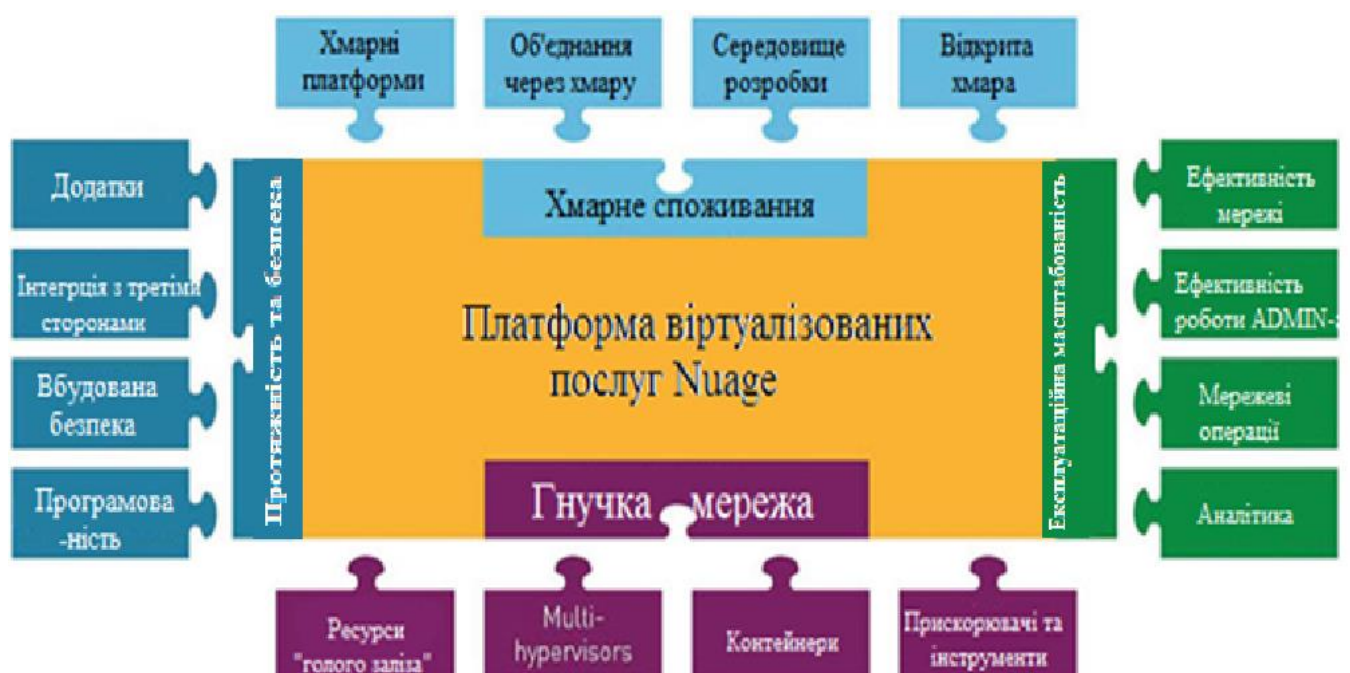 Хмарні
платформи
Об'єднання
через хмару
Середовище
розробки
Відкрита
хмара
Додатки
Інтегрція з третіми
сторонами
Вбудована
безпека
Програмова
-ність
Протяжність та безпека
Хмарне споживання
Платформа віртуалізованих
послуг Nuage
Гнучка мережа
Експлуатаційна масштабованість
Ефективність
мережі
Ефективність
роботи ADMIN-
Мережеві
операції
Аналітика
Ресурси
"голого заліза"
Multi-
hypervisors
Контейнери
Прискорювачі та
інструменти